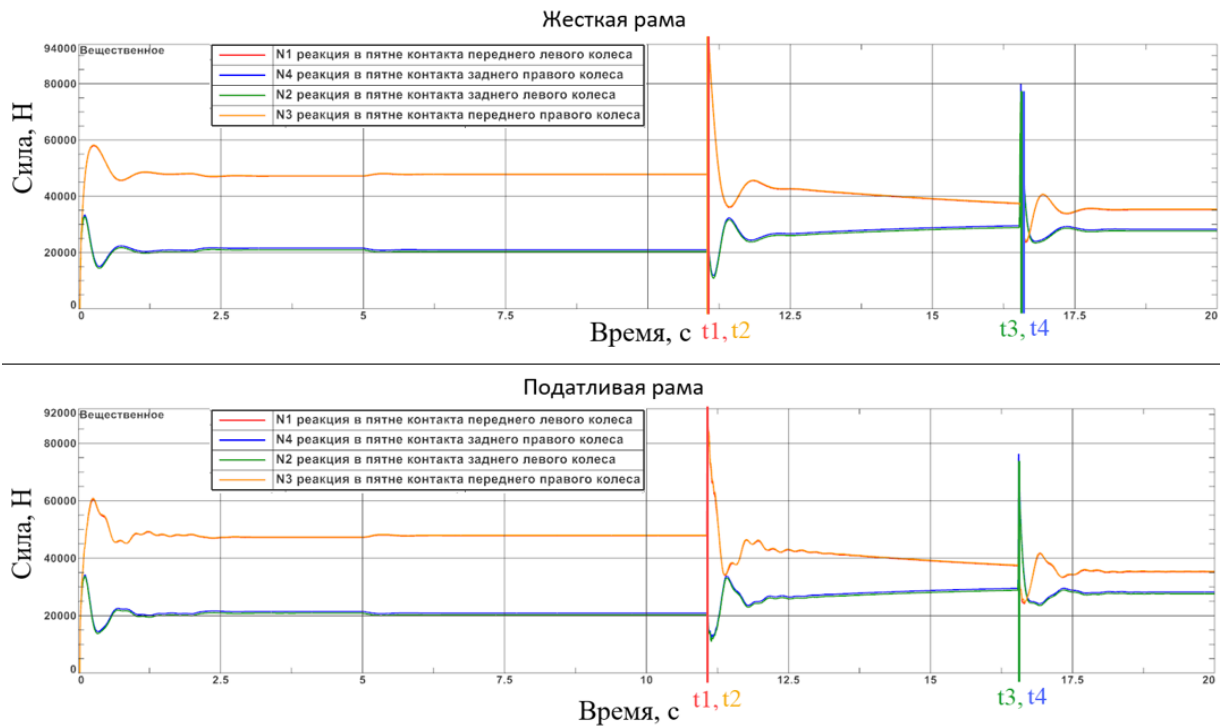 Жесткая рама
94000 Вещественное
N1 реакция в пятне контакта переднего левого колеса
N4 реакция в пятне контакта заднего правого колеса
N2 реакция в пятне контакта заднего левого колеса
N3 реакция в пятне контакта переднего правого колеса
80000
60000
40000
20000
0
Сила, Н
0 2.5 5 7.5 10 12.5 15 17.5 20
Время, с t1, t2 t3, t4
Податливая рама
92000 Вещественное
N1 реакция в пятне контакта переднего левого колеса
N4 реакция в пятне контакта заднего правого колеса
N2 реакция в пятне контакта заднего левого колеса
N3 реакция в пятне контакта переднего правого колеса
80000
60000
40000
20000
0
Сила, Н
0 2.5 5 7.5 10 12.5 15 17.5 20
Время, с t1, t2 t3, t4